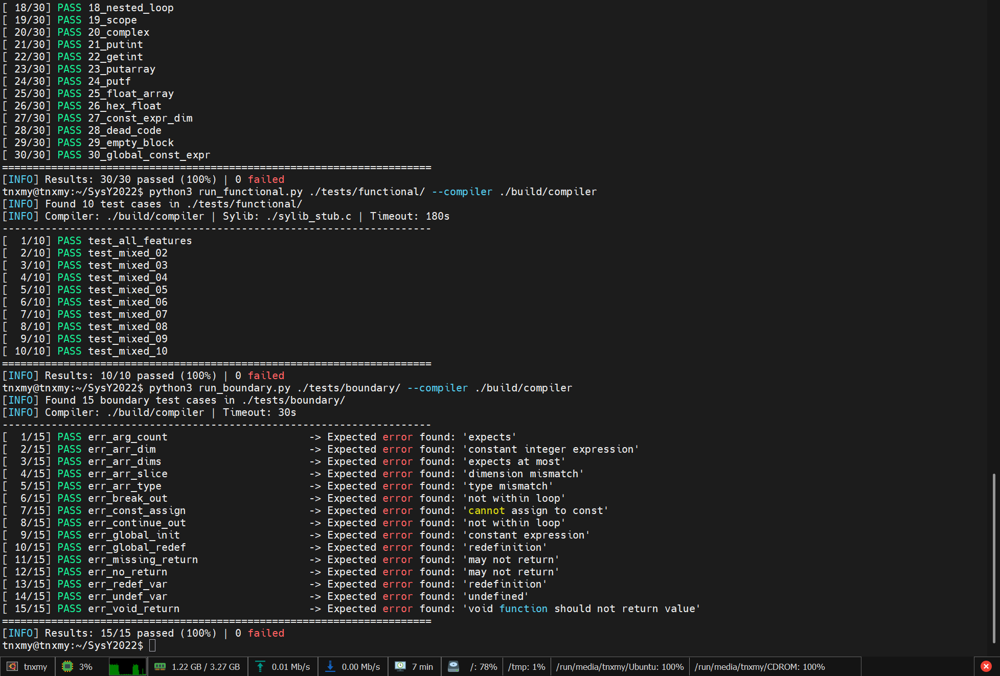 [ 18/30] PASS 18_nested_loop
[ 19/30] PASS 19_scope
[ 20/30] PASS 20_complex
[ 21/30] PASS 21_putint
[ 22/30] PASS 22_getint
[ 23/30] PASS 23_putarray
[ 24/30] PASS 24_putf
[ 25/30] PASS 25_float_array
[ 26/30] PASS 26_hex_float
[ 27/30] PASS 27_const_expr_dim
[ 28/30] PASS 28_dead_code
[ 29/30] PASS 29_empty_block
[ 30/30] PASS 30_global_const_expr
======================================================================
[INFO] Results: 30/30 passed (100%) | 0 failed
tnxmy@tnxmy:~/SysY2022$ python3 run_functional.py ./tests/functional/ --compiler ./build/compiler
[INFO] Found 10 test cases in ./tests/functional/
[INFO] Compiler: ./build/compiler | Sylib: ./sylib_stub.c | Timeout: 180s
----------------------------------------------------------------------
[  1/10] PASS test_all_features
[  2/10] PASS test_mixed_02
[  3/10] PASS test_mixed_03
[  4/10] PASS test_mixed_04
[  5/10] PASS test_mixed_05
[  6/10] PASS test_mixed_06
[  7/10] PASS test_mixed_07
[  8/10] PASS test_mixed_08
[  9/10] PASS test_mixed_09
[ 10/10] PASS test_mixed_10
======================================================================
[INFO] Results: 10/10 passed (100%) | 0 failed
tnxmy@tnxmy:~/SysY2022$ python3 run_boundary.py ./tests/boundary/ --compiler ./build/compiler
[INFO] Found 15 boundary test cases in ./tests/boundary/
[INFO] Compiler: ./build/compiler | Timeout: 30s
----------------------------------------------------------------------
[  1/15] PASS err_arg_count                       -> Expected error found: 'expects'
[  2/15] PASS err_arr_dim                         -> Expected error found: 'constant integer expression'
[  3/15] PASS err_arr_dims                        -> Expected error found: 'expects at most'
[  4/15] PASS err_arr_slice                       -> Expected error found: 'dimension mismatch'
[  5/15] PASS err_arr_type                        -> Expected error found: 'type mismatch'
[  6/15] PASS err_break_out                       -> Expected error found: 'not within loop'
[  7/15] PASS err_const_assign                    -> Expected error found: 'cannot assign to const'
[  8/15] PASS err_continue_out                    -> Expected error found: 'not within loop'
[  9/15] PASS err_global_init                     -> Expected error found: 'constant expression'
[ 10/15] PASS err_global_redef                    -> Expected error found: 'redefinition'
[ 11/15] PASS err_missing_return                  -> Expected error found: 'may not return'
[ 12/15] PASS err_no_return                       -> Expected error found: 'may not return'
[ 13/15] PASS err_redef_var                       -> Expected error found: 'redefinition'
[ 14/15] PASS err_undef_var                       -> Expected error found: 'undefined'
[ 15/15] PASS err_void_return                     -> Expected error found: 'void function should not return value'
======================================================================
[INFO] Results: 15/15 passed (100%) | 0 failed
tnxmy@tnxmy:~/SysY2022$
tnxmy 3% 1.22 GB / 3.27 GB 0.01 Mb/s 0.00 Mb/s 7 min /: 78% /tmp: 1% /run/media/tnxmy/Ubuntu: 100% /run/media/tnxmy/CDROM: 100%